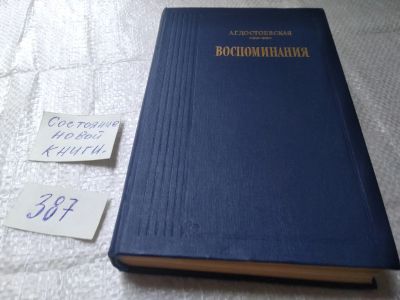 А.Г.ДОСТОЕВСКАЯ
ВОСПОМИНАНИЯ
Состояние
новой
книги.
387